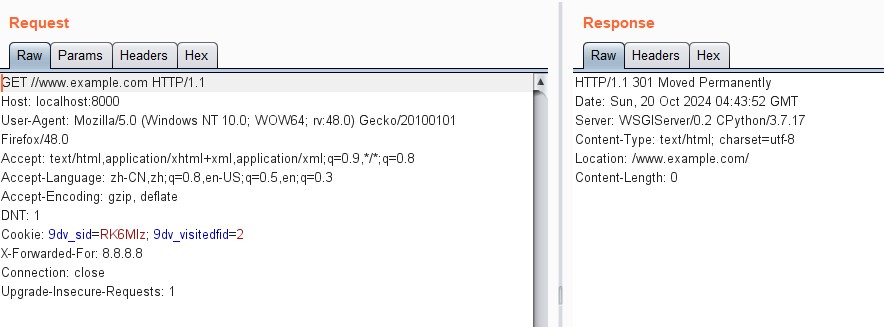 Request
Raw Params Headers Hex
GET //www.example.com HTTP/1.1
Host: localhost:8000
User-Agent: Mozilla/5.0 (Windows NT 10.0; WOW64; rv:48.0) Gecko/20100101
Firefox/48.0
Accept: text/html,application/xhtml+xml,application/xml;q=0.9,*/*;q=0.8
Accept-Language: zh-CN,zh;q=0.8,en-US;q=0.5,en;q=0.3
Accept-Encoding: gzip, deflate
DNT: 1
Cookie: 9dv_sid=RK6MIz; 9dv_visitedfid=2
X-Forwarded-For: 8.8.8.8
Connection: close
Upgrade-Insecure-Requests: 1
Response
Raw Headers Hex
HTTP/1.1 301 Moved Permanently
Date: Sun, 20 Oct 2024 04:43:52 GMT
Server: WSGIServer/0.2 CPython/3.7.17
Content-Type: text/html; charset=utf-8
Location: /www.example.com/
Content-Length: 0